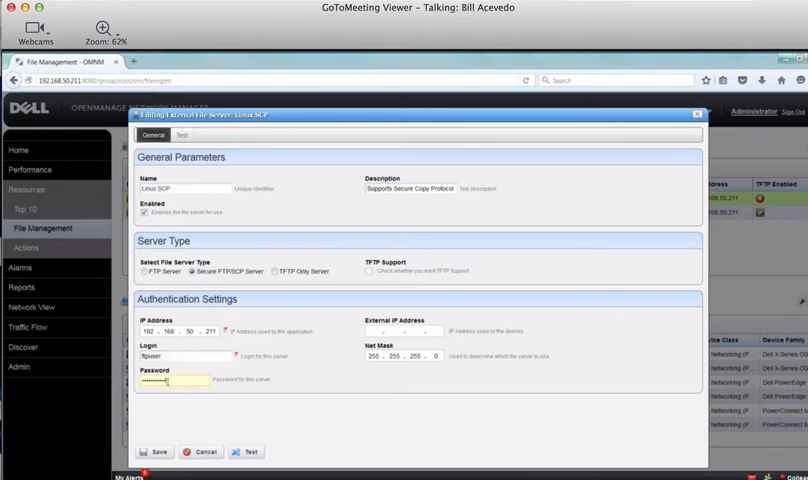 GoToMeeting Viewer - Talking: Bill Acevedo
Webcams
Zoom: 62%
File Management - OMNM
192.168.50.211:8080/group/root/cm/filemgmt
Search
DELL
OPENMANAGE NETWORK
Administrator Sign Out
Editing External File Server: Linux SCP
General Test
Home
Performance
Resources
Top 10
File Management
Actions
Alarms
Reports
Network View
Traffic Flow
Discover
Admin
General Parameters
Name
Linux SCP
Unique identifier
Description
Supports Secure Copy Protocol
Text description
Enabled
Enables the file server for use.
Server Type
Select File Server Type
FTP Server Secure FTP/SCP Server TFTP Only Server
TFTP Support
Check whether you want TFTP Support
Authentication Settings
IP Address
192 . 168 . 50 . 211
IP Address used by the application.
External IP Address
. . .
IP Address used by the devices.
Login
ftpuser
Login for this server
Net Mask
255 . 255 . 255 . 0
Used to determine which file server to use.
Password
Password for this server
Save Cancel Test
ddress TFTP Enabled
68.50.211
68.50.211
ice Class Device Family
Networking (P... Dell X-Series OS
Networking (P... Dell X-Series OS
Networking (P... Dell PowerEdge
Networking (P... Dell PowerEdge
Networking (P... PowerConnect M
Networking (P... PowerConnect M
My Alerts
6
Colleag